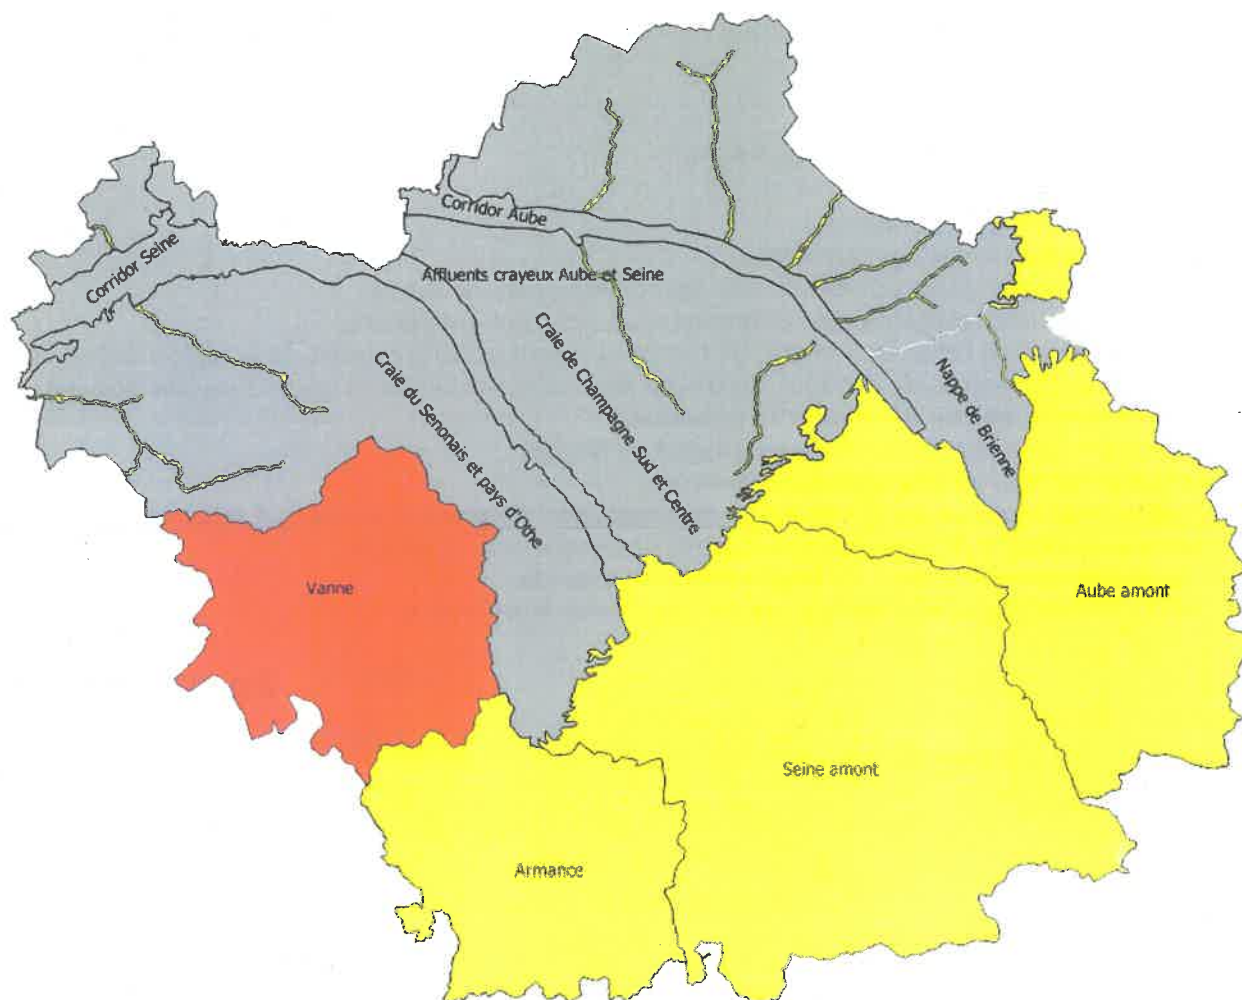 Corridor Aube
Corridor Seine
Affluents crayeux Aube et Seine
Craie de Champagne Sud et Centre
Craie du Senonais et pays d'Othe
Nappe de Brienne
Vanne
Aube amont
Seine amont
Armance